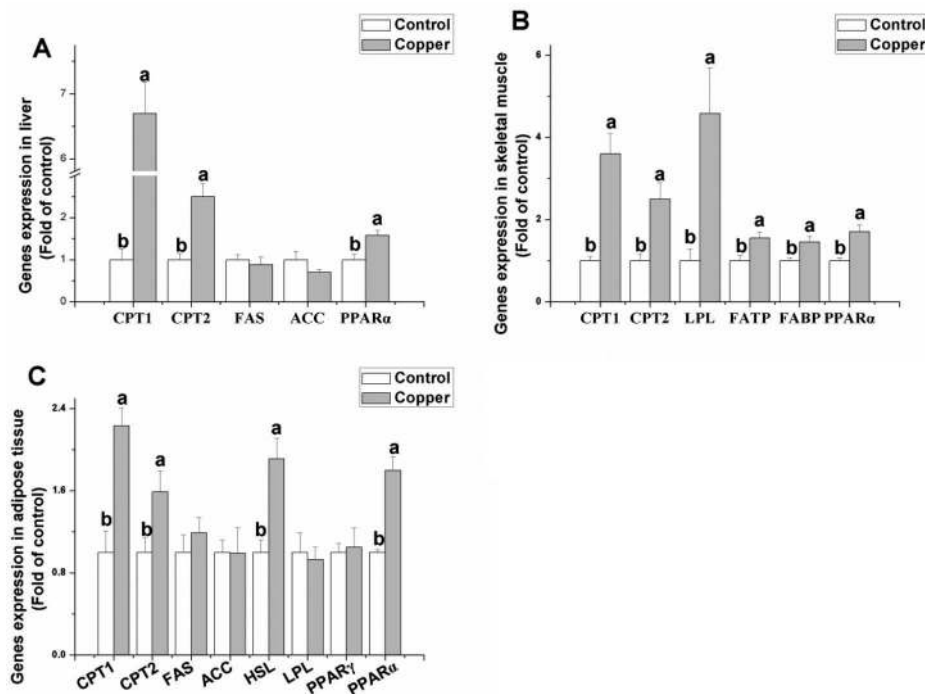 A
Control
Copper
Genes expression in liver
(Fold of control)
7
6
2
1
0
b
a
b
a
b
a
CPT1 CPT2 FAS ACC PPARα
B
Control
Copper
Genes expression in skeletal muscle
(Fold of control)
6
4
2
0
b
a
b
a
b
a
b
a
b
a
b
a
CPT1 CPT2 LPL FATP FABP PPARα
C
Control
Copper
Genes expression in adipose tissue
(Fold of control)
2.4
1.6
0.8
0.0
b
a
b
a
b
a
b
a
CPT1 CPT2 FAS ACC HSL LPL PPARγ PPARα